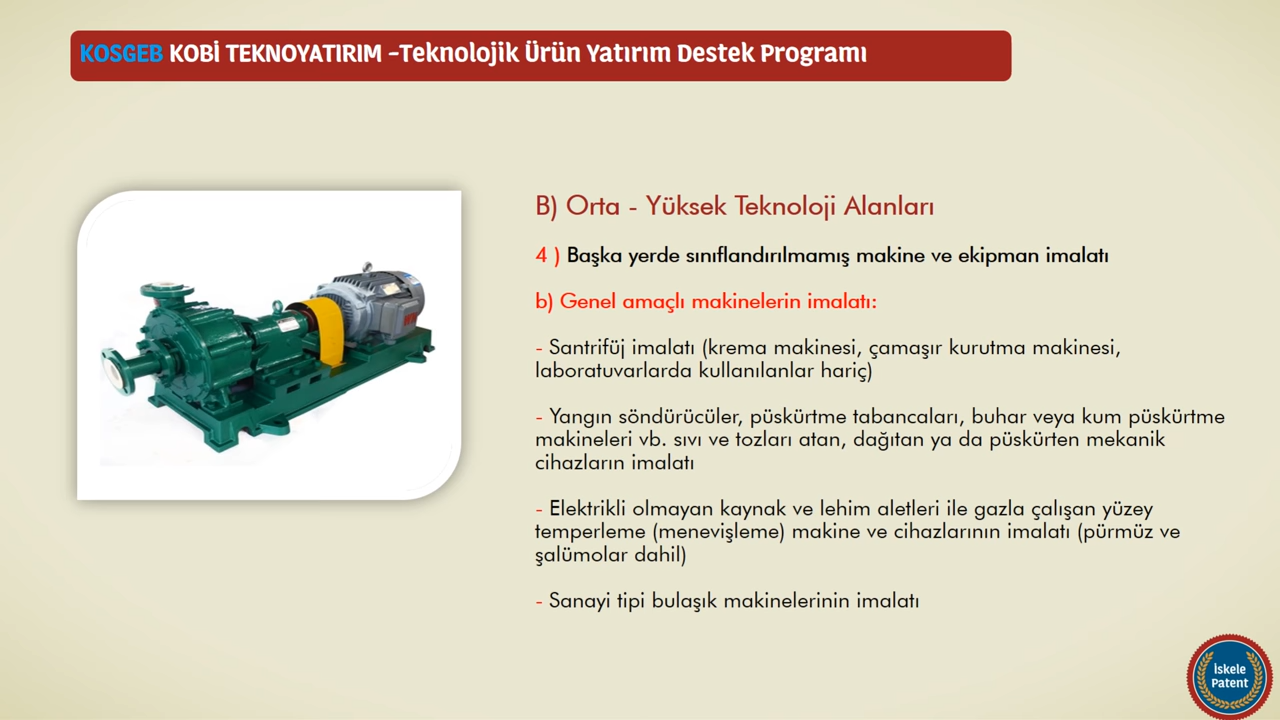 KOSGEB KOBİ TEKNOYATIRIM -Teknolojik Ürün Yatırım Destek Programı
B) Orta - Yüksek Teknoloji Alanları
4 ) Başka yerde sınıflandırılmamış makine ve ekipman imalatı
b) Genel amaçlı makinelerin imalatı:
- Santrifüj imalatı (krema makinesi, çamaşır kurutma makinesi,
laboratuvarlarda kullanılanlar hariç)
- Yangın söndürücüler, püskürtme tabancaları, buhar veya kum püskürtme
makineleri vb. sıvı ve tozları atan, dağıtan ya da püskürten mekanik
cihazların imalatı
- Elektrikli olmayan kaynak ve lehim aletleri ile gazla çalışan yüzey
temperleme (menevişleme) makine ve cihazlarının imalatı (pürmüz ve
şalümolar dahil)
- Sanayi tipi bulaşık makinelerinin imalatı
İskele
Patent